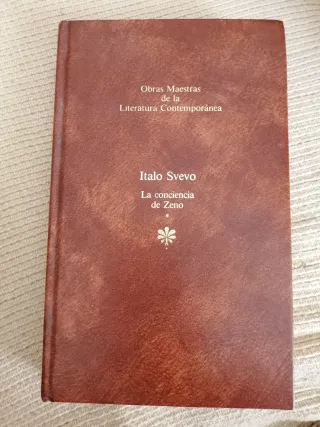 Obras Maestras
de la
Literatura Contemporánea
Italo Svevo
La conciencia
de Zeno